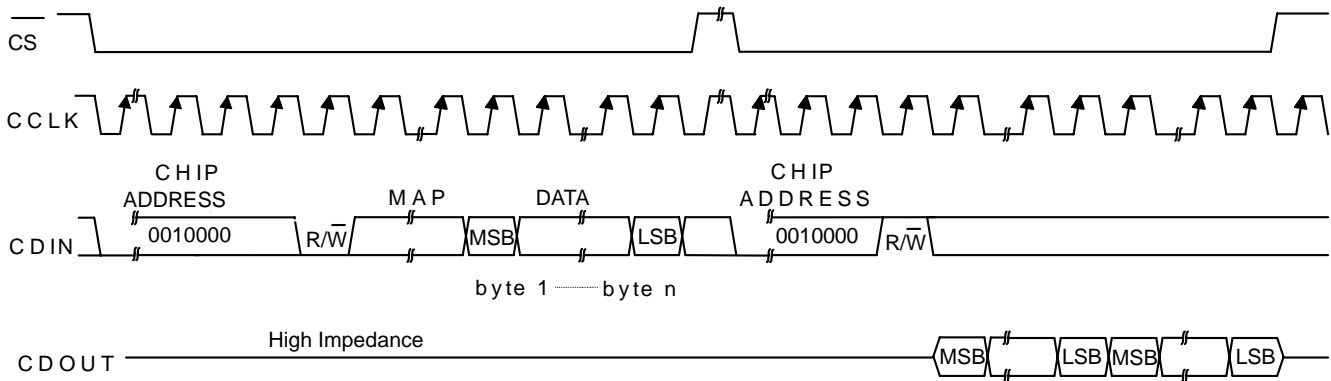 CS
CCLK
CHIP
ADDRESS
MAP
DATA
CHIP
ADDRESS
CDIN
0010000
R/W
MSB
LSB
0010000
R/W
byte 1
byte n
High Impedance
CDOUT
MSB
LSB
MSB
LSB